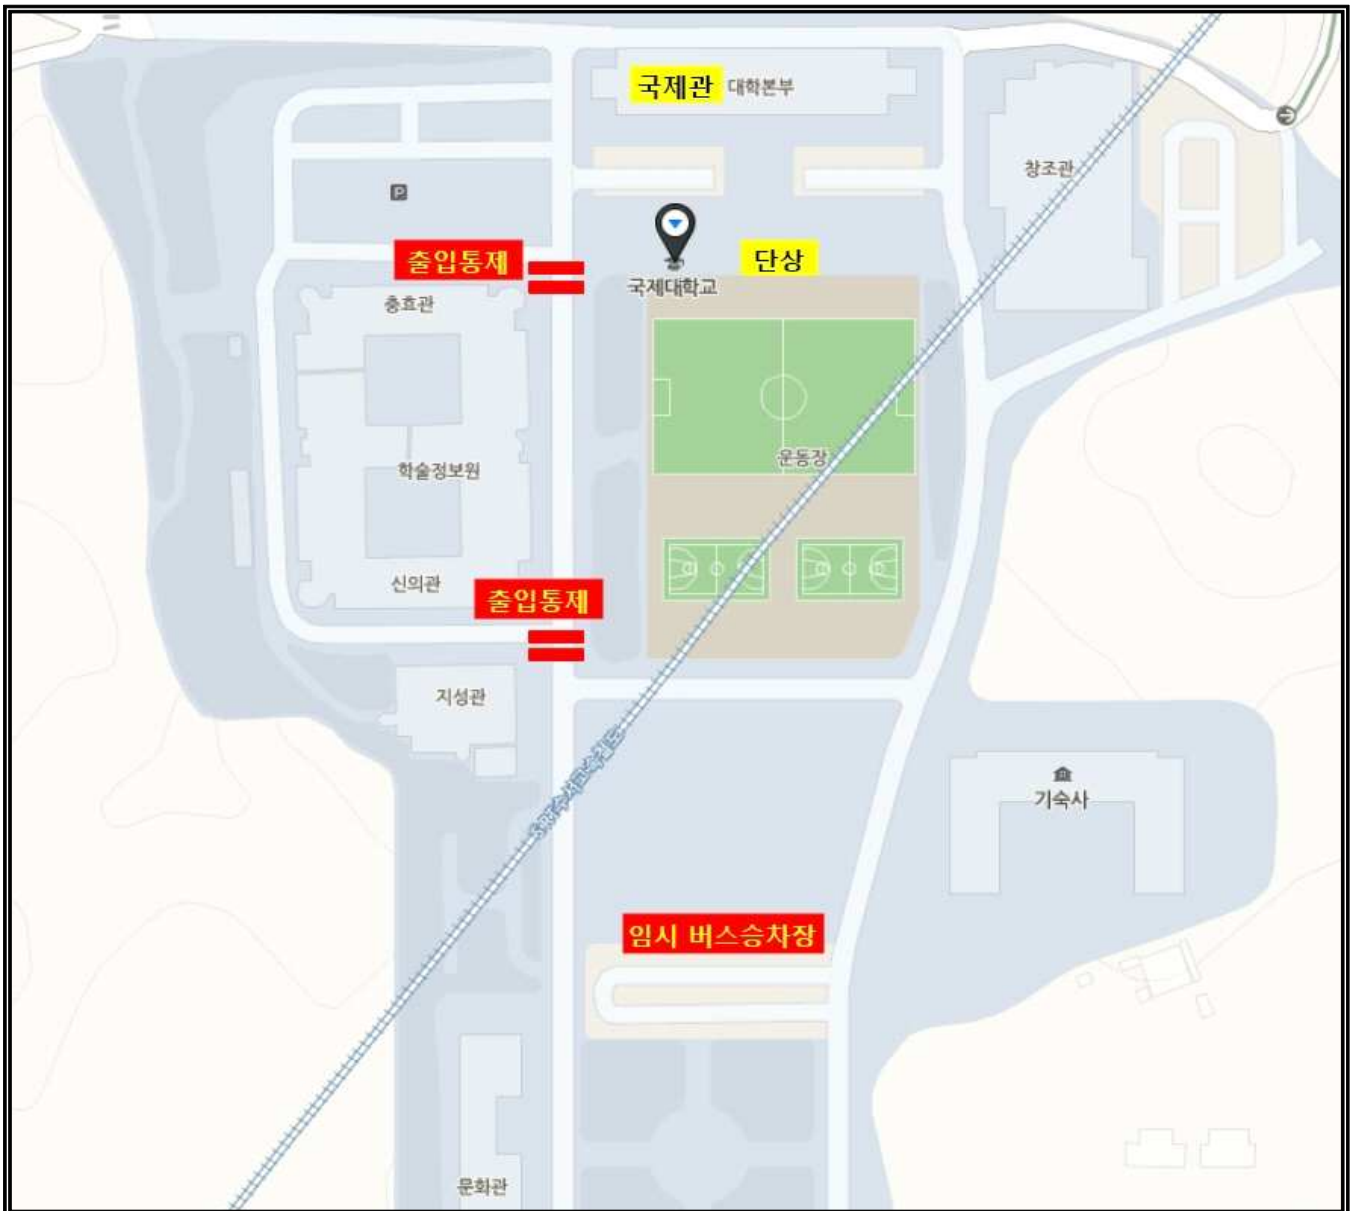 국제관 대학본부
창조관
P
단상
출입통제
국제대학교
충효관
운동장
학술정보원
신의관
출입통제
지성관
기숙사
임시 버스승차장
문화관